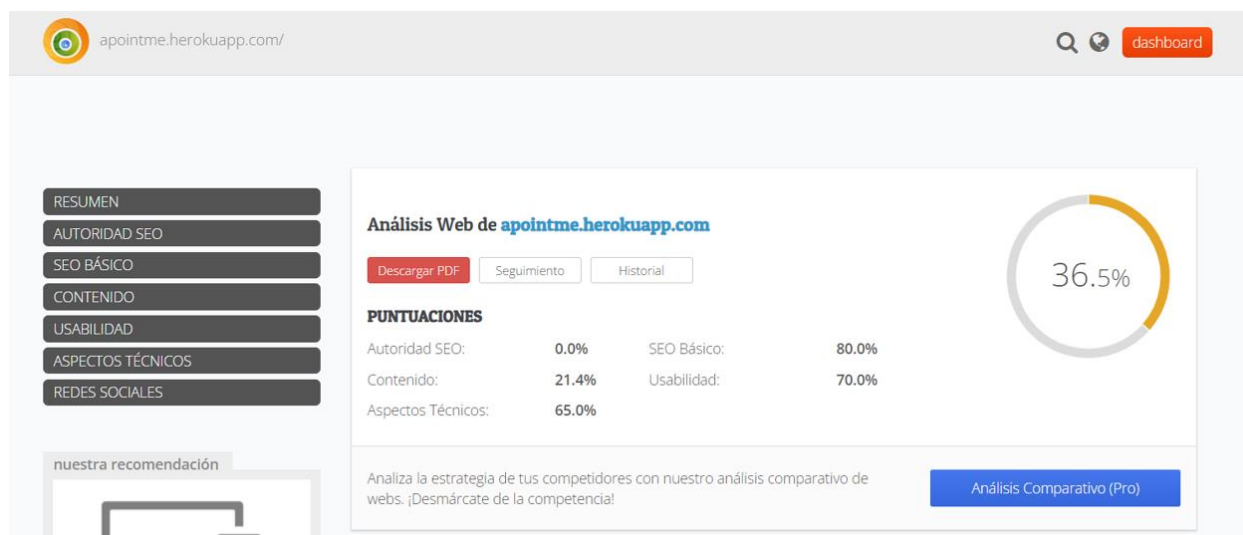 apointme.herokuapp.com/
dashboard
RESUMEN
AUTORIDAD SEO
SEO BÁSICO
CONTENIDO
USABILIDAD
ASPECTOS TÉCNICOS
REDES SOCIALES
nuestra recomendación
Análisis Web de apointme.herokuapp.com
Descargar PDF Seguimiento Historial
36.5%
PUNTUACIONES
Autoridad SEO: 0.0% SEO Básico: 80.0%
Contenido: 21.4% Usabilidad: 70.0%
Aspectos Técnicos: 65.0%
Analiza la estrategia de tus competidores con nuestro análisis comparativo de
webs. ¡Desmárcate de la competencia!
Análisis Comparativo (Pro)